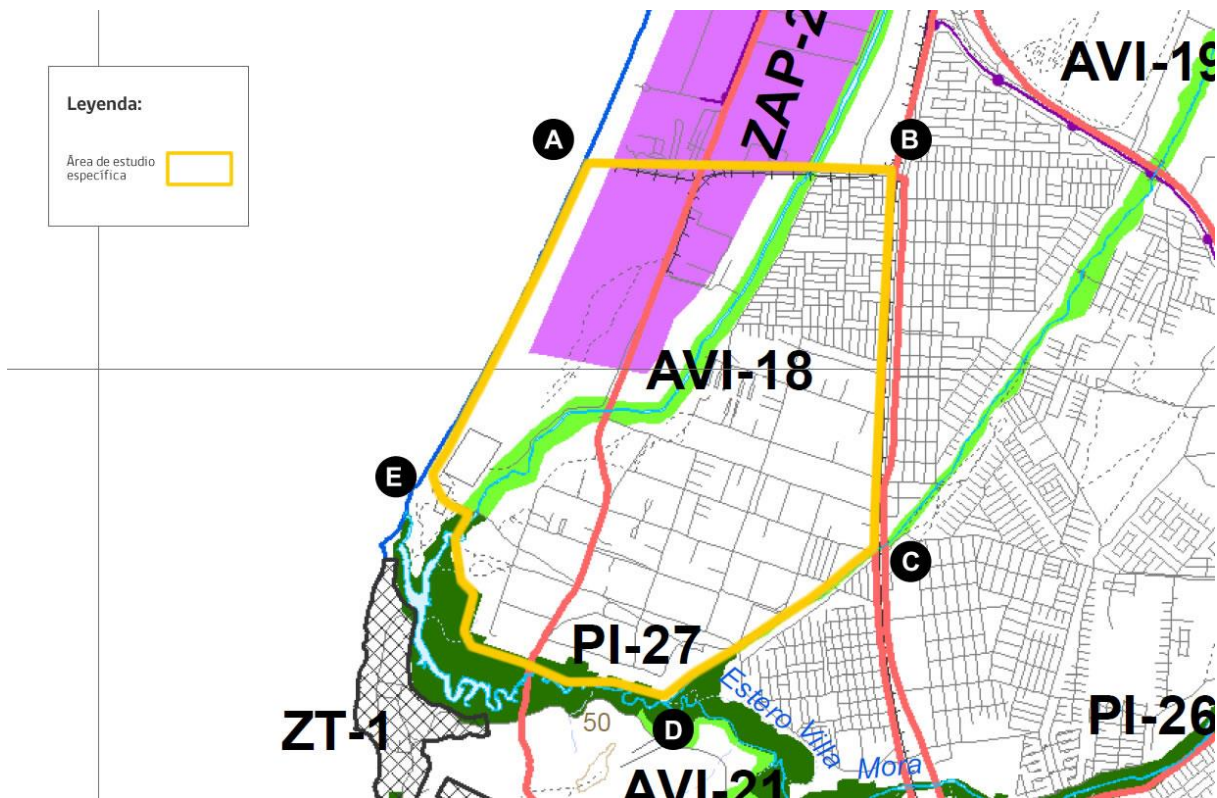 Leyenda:
Área de estudio
específica
A
B
ZAP-2
AVI-19
AVI-18
E
C
PI-27
D
Estero Villa
Mora
50
ZT-1
PI-26
AVI-21